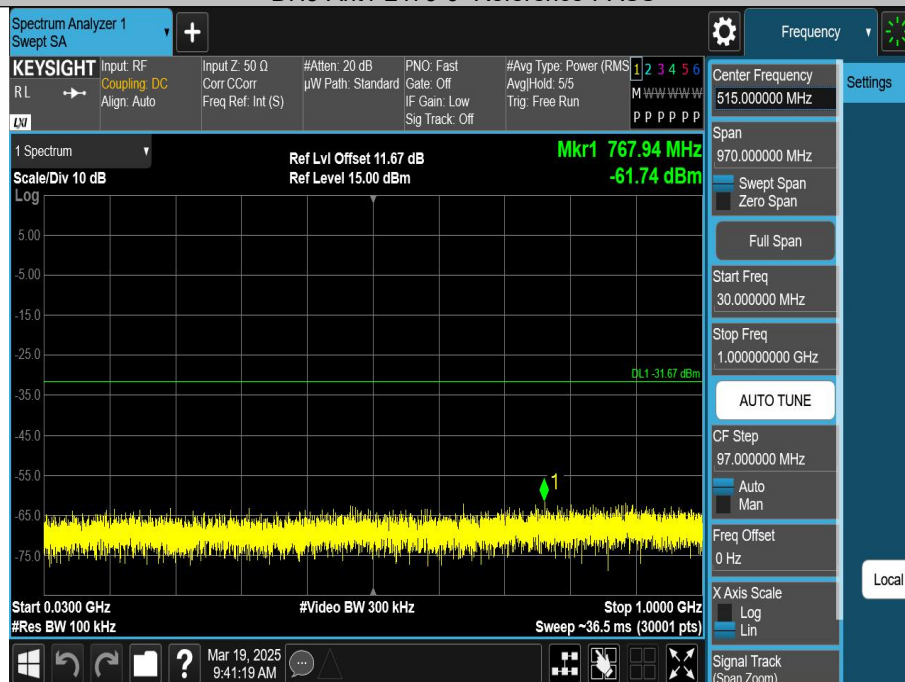 Spectrum Analyzer 1
Swept SA
+
Frequency
KEYSIGHT
RL
LXI
Input: RF
Coupling: DC
Align: Auto
Input Z: 50 Ω
Corr CCorr
Freq Ref: Int (S)
#Atten: 20 dB
µW Path: Standard
PNO: Fast
Gate: Off
IF Gain: Low
Sig Track: Off
#Avg Type: Power (RMS
Avg|Hold: 5/5
Trig: Free Run
1 2 3 4 5 6
M W W W W W
P P P P P P
1 Spectrum
Scale/Div 10 dB
Log
Ref Lvl Offset 11.67 dB
Ref Level 15.00 dBm
Mkr1 767.94 MHz
-61.74 dBm
5.00
-5.00
-15.0
-25.0
-35.0
-45.0
-55.0
-65.0
-75.0
DL1 -31.67 dBm
1
Start 0.0300 GHz
#Res BW 100 kHz
#Video BW 300 kHz
Stop 1.0000 GHz
Sweep ~36.5 ms (30001 pts)
?
Mar 19, 2025
9:41:19 AM
Center Frequency
515.000000 MHz
Settings
Span
970.000000 MHz
Swept Span
Zero Span
Full Span
Start Freq
30.000000 MHz
Stop Freq
1.000000000 GHz
AUTO TUNE
CF Step
97.000000 MHz
Auto
Man
Freq Offset
0 Hz
X Axis Scale
Log
Lin
Local
Signal Track
(Span Zoom)